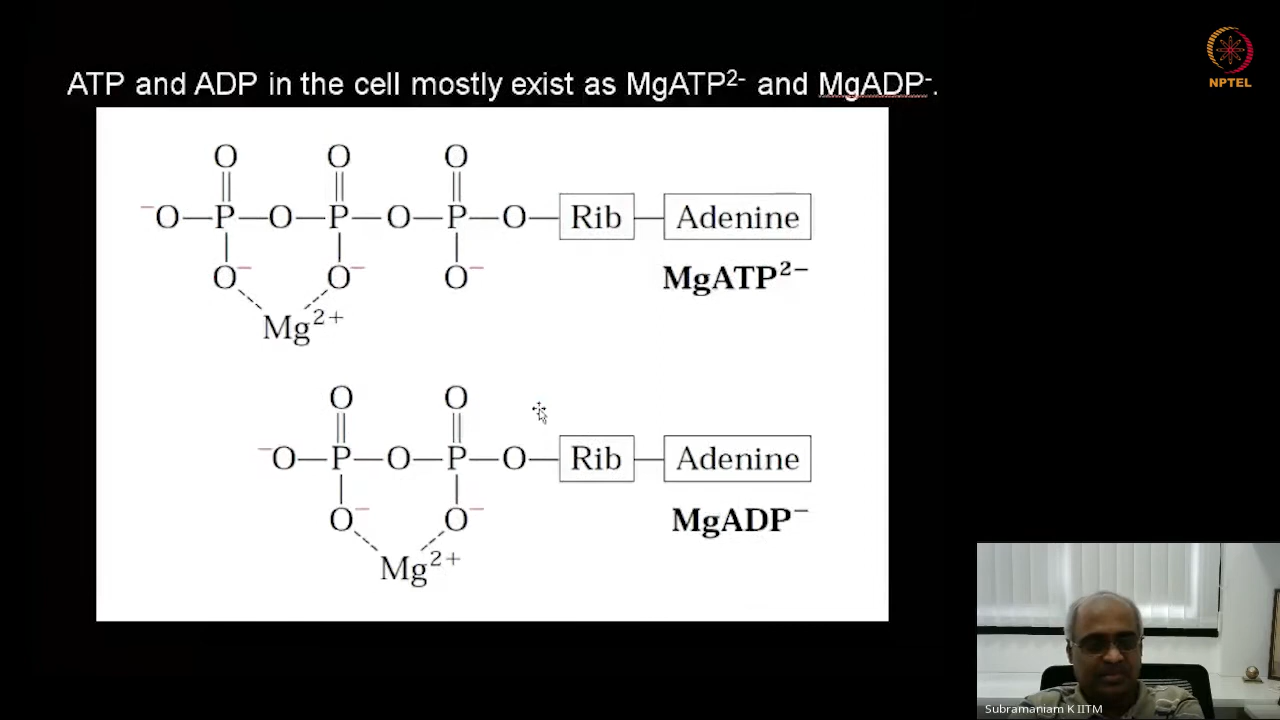 NPTEL
ATP and ADP in the cell mostly exist as MgATP²⁻ and MgADP⁻.
O O O
⁻O—P—O—P—O—P—O—Rib—Adenine
O⁻ O⁻ O⁻ MgATP²⁻
Mg²⁺
O O
⁻O—P—O—P—O—Rib—Adenine
O⁻ O⁻ MgADP⁻
Mg²⁺
Subramaniam K IITM